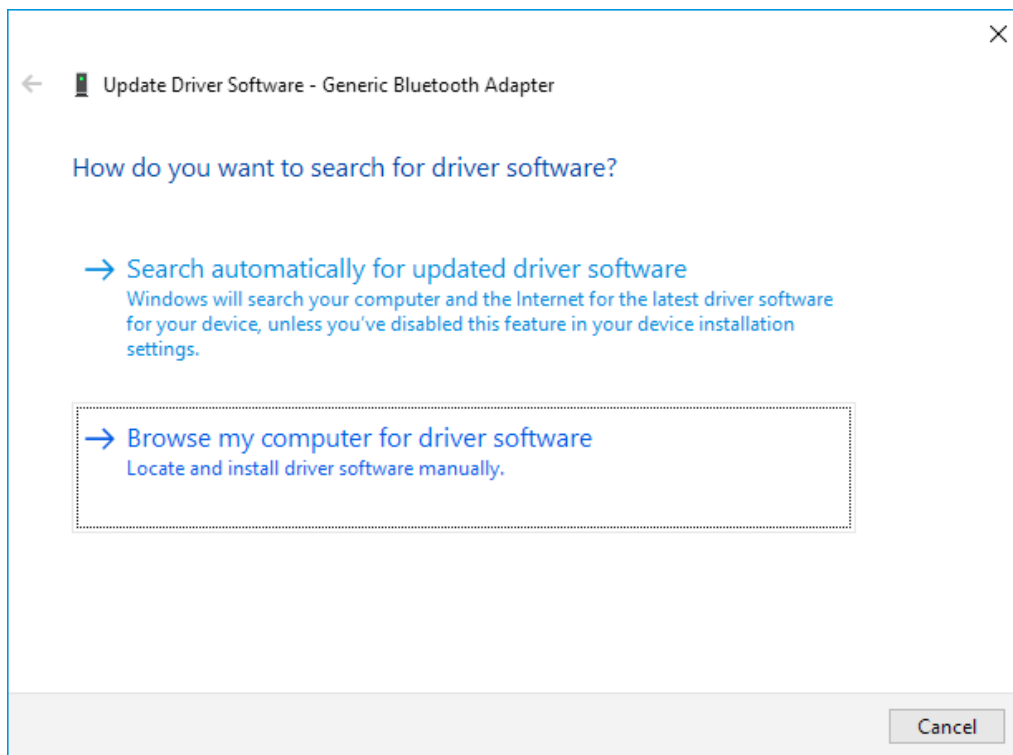 Update Driver Software - Generic Bluetooth Adapter
How do you want to search for driver software?
Search automatically for updated driver software
Windows will search your computer and the Internet for the latest driver software
for your device, unless you've disabled this feature in your device installation
settings.
Browse my computer for driver software
Locate and install driver software manually.
Cancel